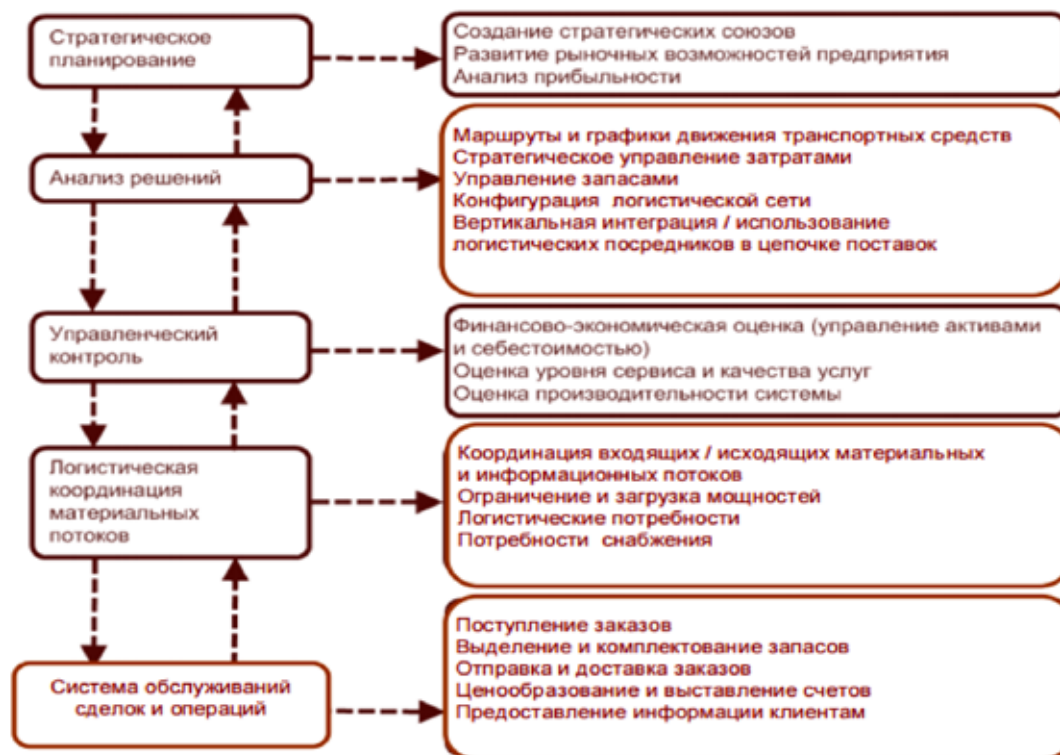 Стратегическое
планирование
Создание стратегических союзов
Развитие рыночных возможностей предприятия
Анализ прибыльности
Анализ решений
Маршруты и графики движения транспортных средств
Стратегическое управление затратами
Управление запасами
Конфигурация логистической сети
Вертикальная интеграция / использование
логистических посредников в цепочке поставок
Управленческий
контроль
Финансово-экономическая оценка (управление активами
и себестоимостью)
Оценка уровня сервиса и качества услуг
Оценка производительности системы
Логистическая
координация
материальных
потоков
Координация входящих / исходящих материальных
и информационных потоков
Ограничение и загрузка мощностей
Логистические потребности
Потребности снабжения
Система обслуживаний
сделок и операций
Поступление заказов
Выделение и комплектование запасов
Отправка и доставка заказов
Ценообразование и выставление счетов
Предоставление информации клиентам